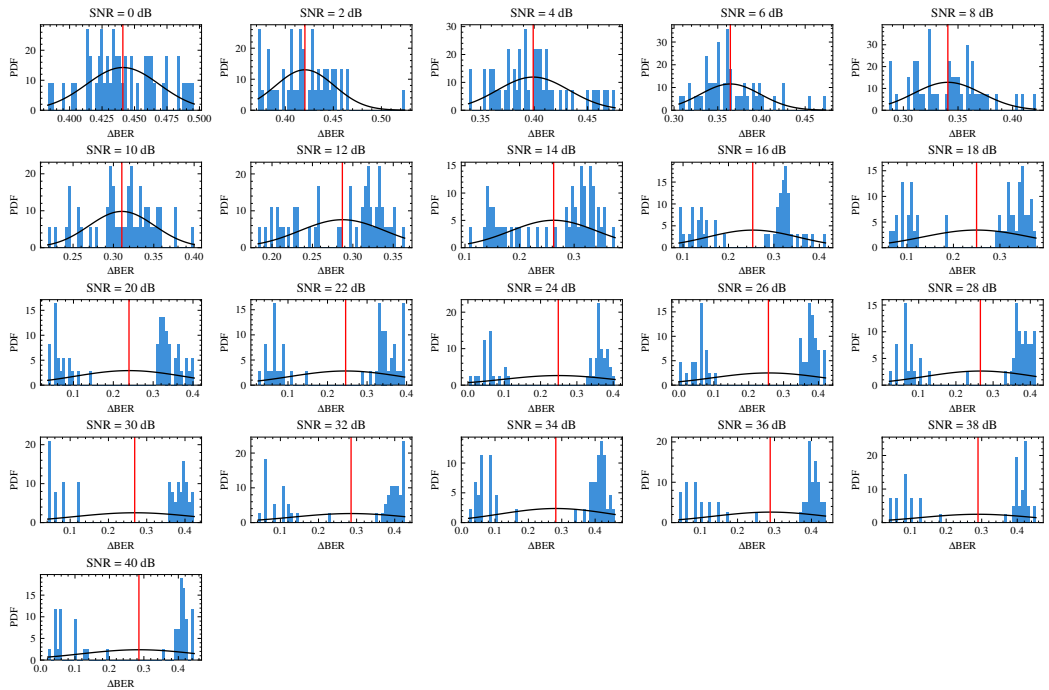 SNR = 0 dB
SNR = 2 dB
SNR = 4 dB
SNR = 6 dB
SNR = 8 dB
PDF
0
10
20
0.400
0.425
0.450
0.475
0.500
ΔBER
PDF
0
10
20
0.40
0.45
0.50
ΔBER
PDF
0
10
20
0.35
0.40
0.45
ΔBER
PDF
0
10
20
30
0.30
0.35
0.40
0.45
ΔBER
PDF
0
10
20
30
0.30
0.35
0.40
ΔBER
SNR = 10 dB
SNR = 12 dB
SNR = 14 dB
SNR = 16 dB
SNR = 18 dB
PDF
0
10
20
0.25
0.30
0.35
0.40
ΔBER
PDF
0
10
20
0.20
0.25
0.30
0.35
ΔBER
PDF
0
5
10
15
0.1
0.2
0.3
ΔBER
PDF
0
5
10
15
0.1
0.2
0.3
0.4
ΔBER
PDF
0
5
10
15
0.1
0.2
0.3
ΔBER
SNR = 20 dB
SNR = 22 dB
SNR = 24 dB
SNR = 26 dB
SNR = 28 dB
PDF
0
5
10
15
0.1
0.2
0.3
0.4
ΔBER
PDF
0
5
10
15
0.1
0.2
0.3
0.4
ΔBER
PDF
0
10
20
0.0
0.1
0.2
0.3
0.4
ΔBER
PDF
0
5
10
15
0.0
0.1
0.2
0.3
0.4
ΔBER
PDF
0
5
10
15
0.1
0.2
0.3
0.4
ΔBER
SNR = 30 dB
SNR = 32 dB
SNR = 34 dB
SNR = 36 dB
SNR = 38 dB
PDF
0
10
20
0.1
0.2
0.3
0.4
ΔBER
PDF
0
10
20
0.1
0.2
0.3
0.4
ΔBER
PDF
0
5
10
0.1
0.2
0.3
0.4
ΔBER
PDF
0
10
20
0.1
0.2
0.3
0.4
ΔBER
PDF
0
10
20
0.1
0.2
0.3
0.4
ΔBER
SNR = 40 dB
PDF
0
5
10
15
0.0
0.1
0.2
0.3
0.4
ΔBER